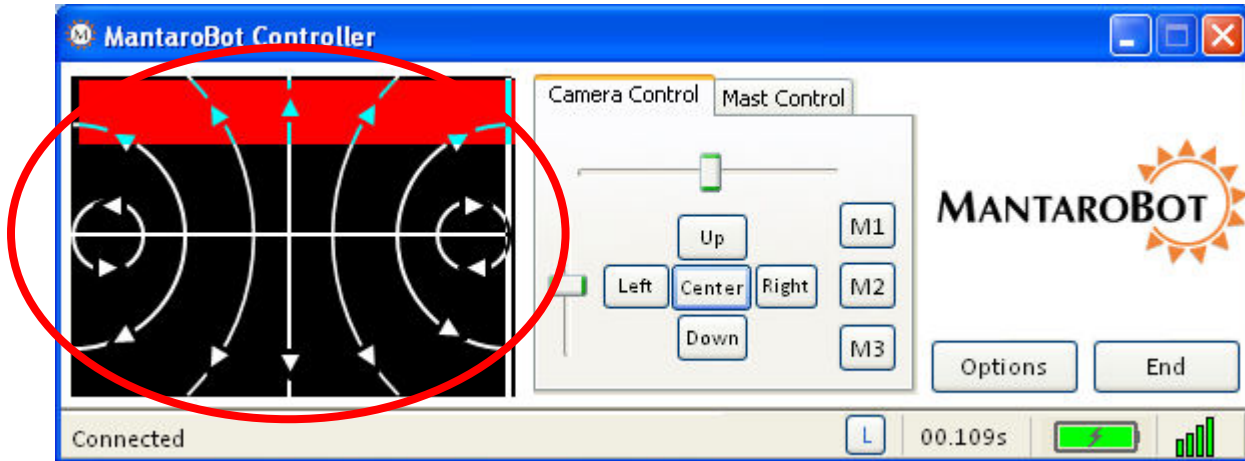 M MantaroBot Controller
Camera Control Mast Control
Up
M1
Left Center Right
M2
Down
M3
MANTAROBOT
Options End
Connected
L 00.109s